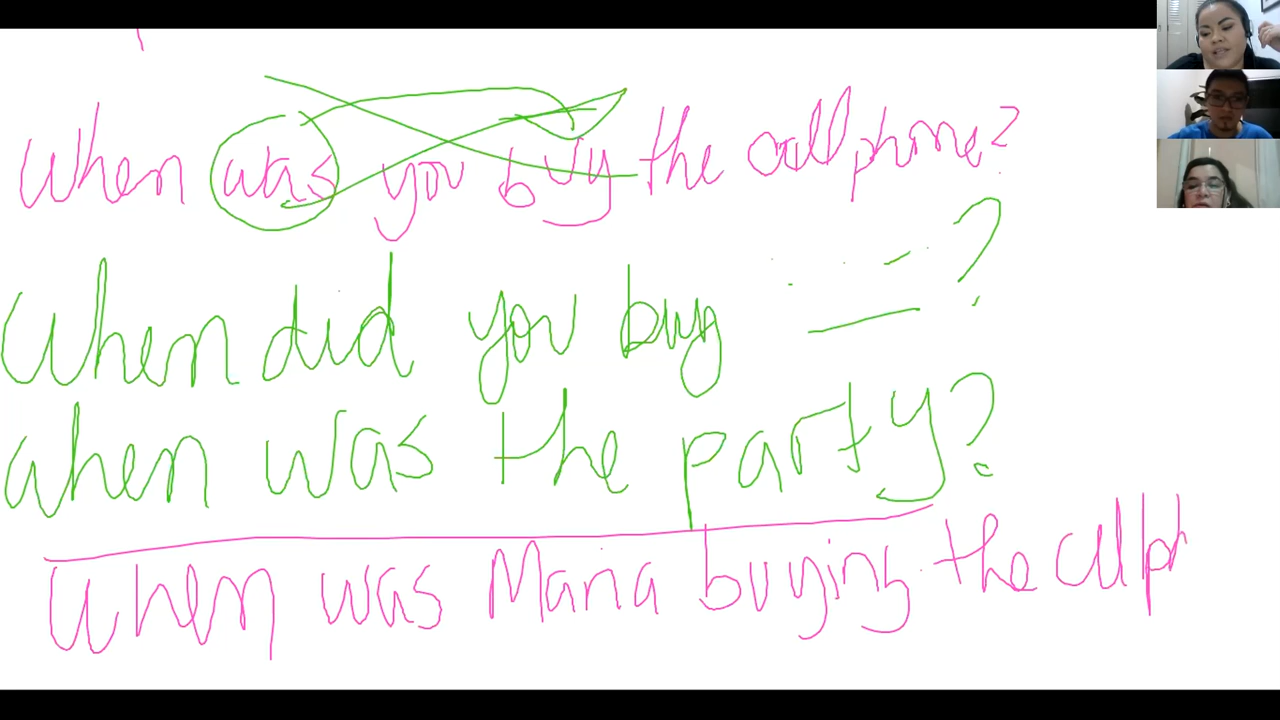 When was you buy the cellphone?
When did you buy ?
When was the party?
When was Maria buying the cellph